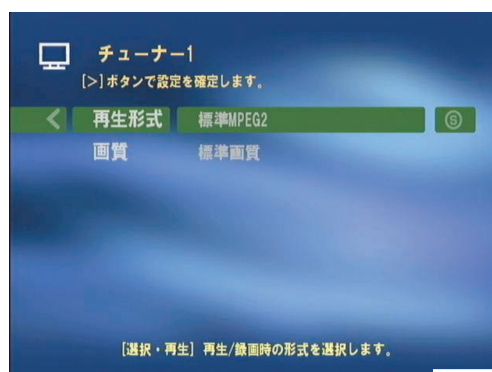 チューナー1
[>]ボタンで設定を確定します。
< 再生形式 標準MPEG2 Ⓢ
画質 標準画質
[選択・再生] 再生/録画時の形式を選択します。